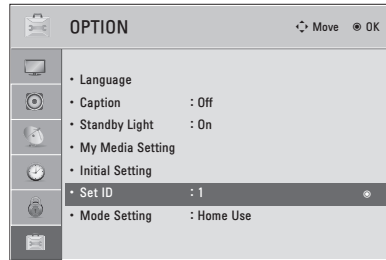 OPTION Move OK
• Language
• Caption : Off
• Standby Light : On
• My Media Setting
• Initial Setting
• Set ID : 1
• Mode Setting : Home Use